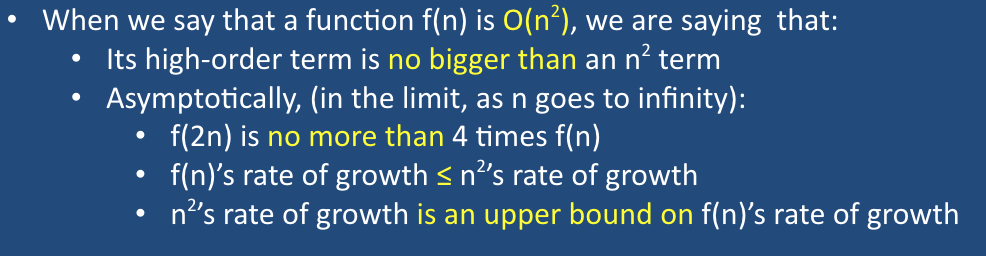 • When we say that a function f(n) is O(n²), we are saying  that:
• Its high-order term is no bigger than an n² term
• Asymptotically, (in the limit, as n goes to infinity):
• f(2n) is no more than 4 times f(n)
• f(n)’s rate of growth ≤ n²’s rate of growth
• n²’s rate of growth is an upper bound on f(n)’s rate of growth